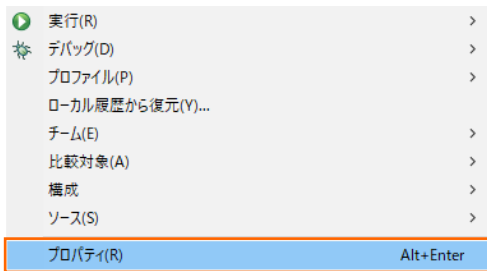 実行(R)
デバッグ(D)
プロファイル(P)
ローカル履歴から復元(Y)...
チーム(E)
比較対象(A)
構成
ソース(S)
プロパティ(R) Alt+Enter